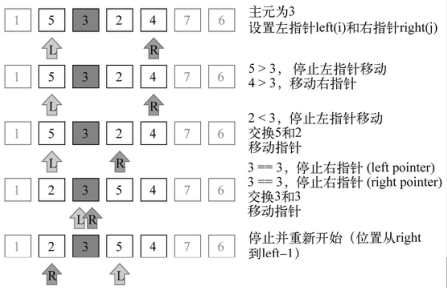 1 5 3 2 4 7 6
主元为3
设置左指针left(i)和右指针right(j)
L R
1 5 3 2 4 7 6
5 > 3，停止左指针移动
4 > 3，移动右指针
L R
1 5 3 2 4 7 6
2 < 3，停止左指针移动
交换5和2
移动指针
L R
1 2 3 5 4 7 6
3 == 3，停止右指针 (left pointer)
3 == 3，停止右指针 (right pointer)
交换3和3
移动指针
L R
1 2 3 5 4 7 6
停止并重新开始（位置从right
到left−1）
R L